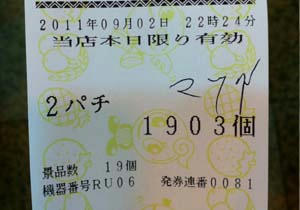 2011年09月02日 22時24分
当店本日限り有効
2パチ
1903個
景品数 19個
機器番号RU06 発券連番0081